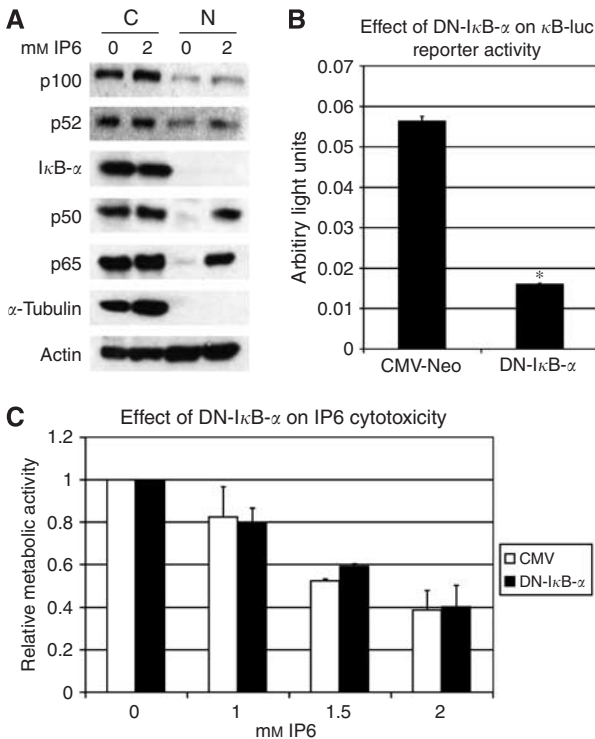 A
C N
mM IP6 0 2 0 2
p100
p52
IκB-α
p50
p65
α-Tubulin
Actin
B Effect of DN-IκB-α on κB-luc
reporter activity
Arbitiry light units
0.07
0.06
0.05
0.04
0.03
0.02
0.01
0
*
CMV-Neo DN-IκB-α
C Effect of DN-IκB-α on IP6 cytotoxicity
Relative metabolic activity
1.2
1
0.8
0.6
0.4
0.2
0
0 1 1.5 2
mM IP6
CMV
DN-IκB-α